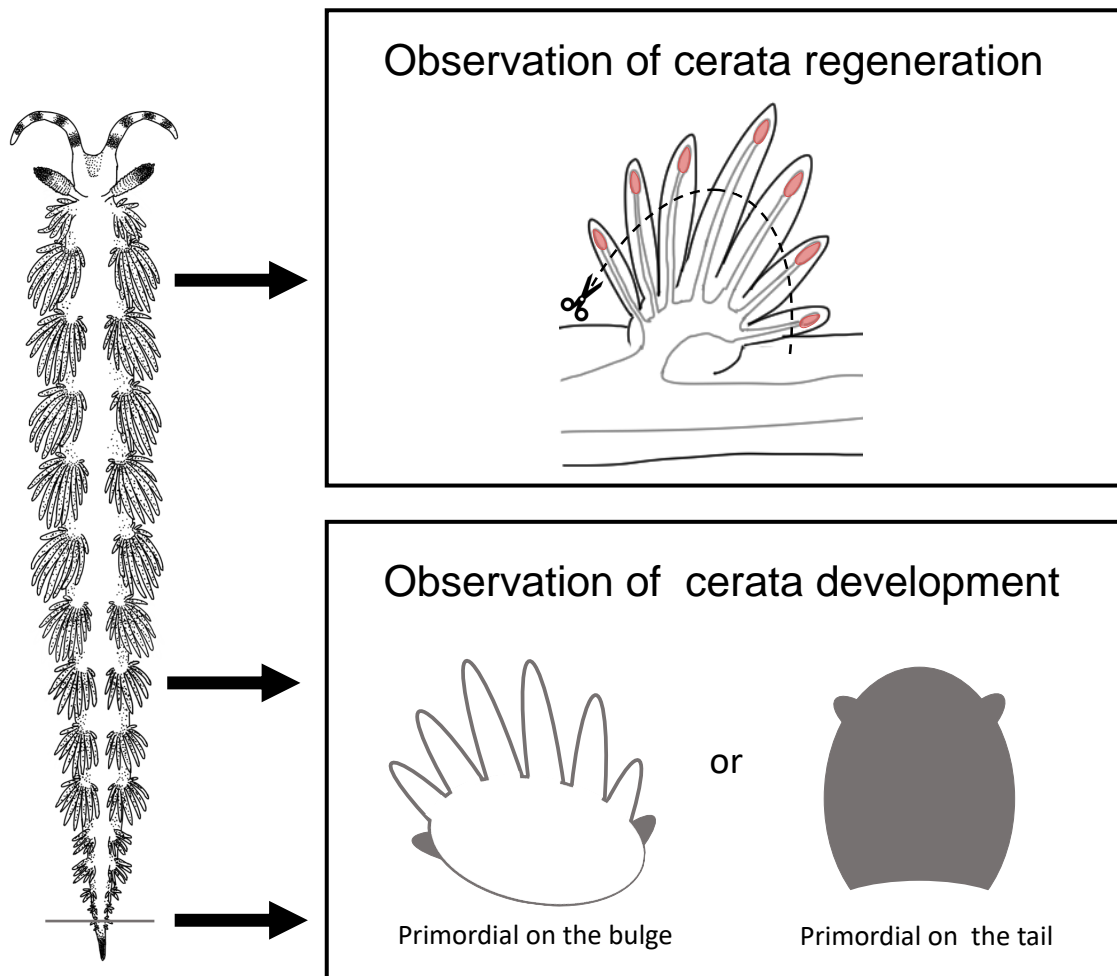 Observation of cerata regeneration
Observation of  cerata development
or
Primordial on the bulge
Primordial on  the tail